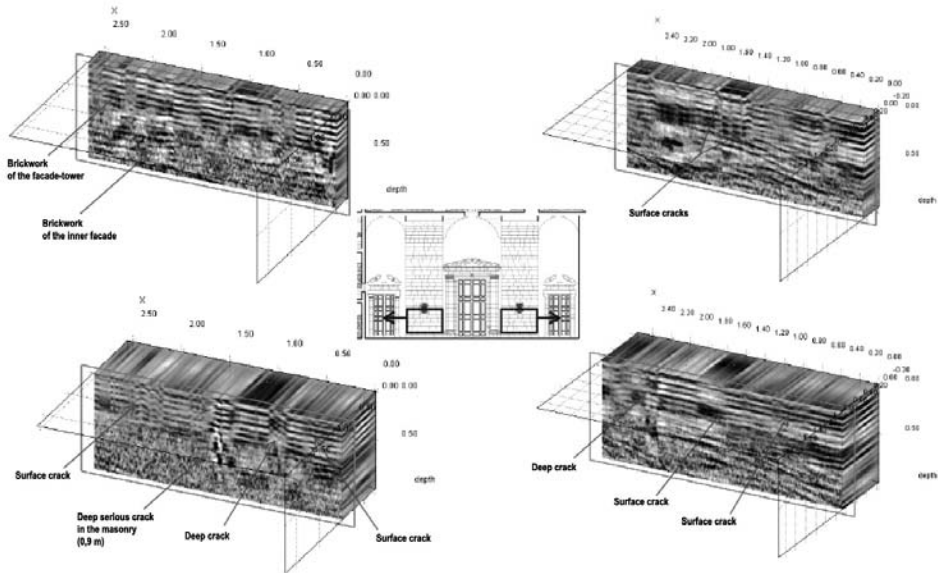 X
2.50
2.00
1.50
1.00
0.50
0.00
0.00 0.00
0.50
depth
Brickwork
of the facade-tower
Brickwork
of the inner facade
X
2.40
2.20
2.00
1.80
1.60
1.40
1.20
1.00
0.80
0.60
0.40
0.20
0.00
-0.20
0.00
0.50
depth
Surface cracks
X
2.50
2.00
1.50
1.00
0.50
0.00
0.00 0.00
0.50
depth
Surface crack
Deep serious crack
in the masonry
(0,9 m)
Deep crack
Surface crack
X
2.40
2.20
2.00
1.80
1.60
1.40
1.20
1.00
0.80
0.60
0.40
0.20
0.00
0.00
0.50
depth
Deep crack
Surface crack
Surface crack